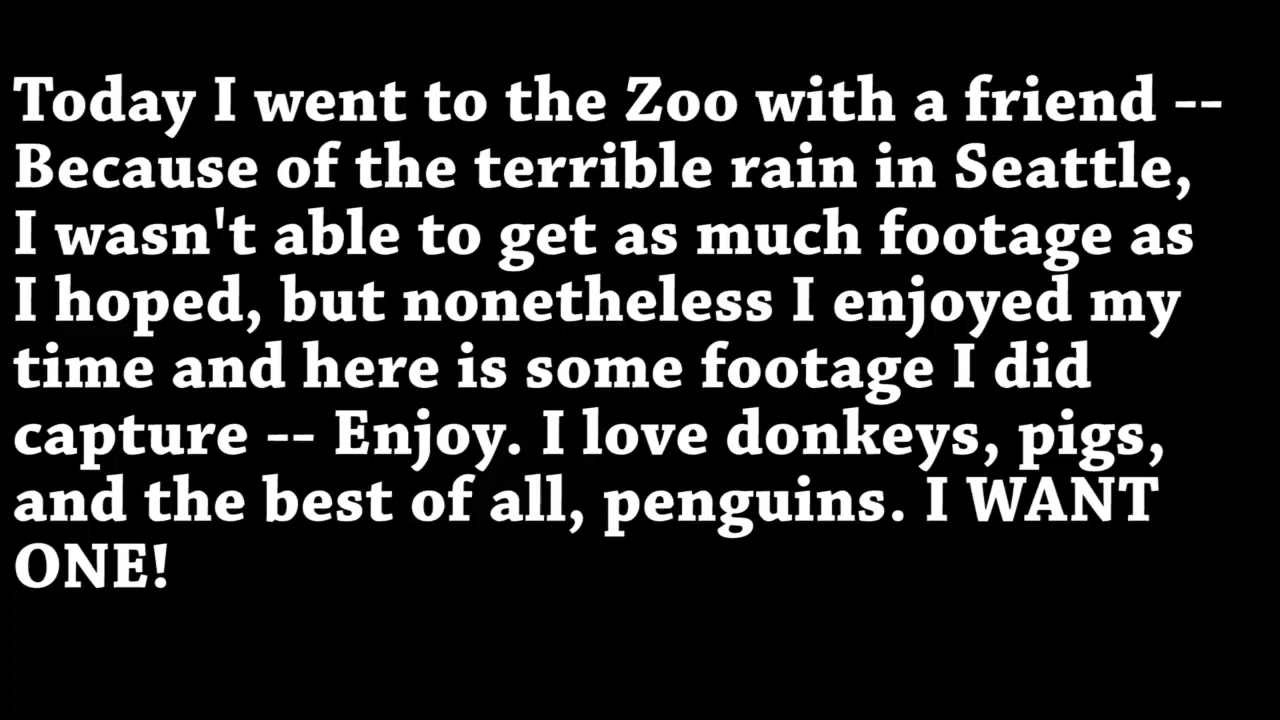 Today I went to the Zoo with a friend --
Because of the terrible rain in Seattle,
I wasn't able to get as much footage as
I hoped, but nonetheless I enjoyed my
time and here is some footage I did
capture -- Enjoy. I love donkeys, pigs,
and the best of all, penguins. I WANT
ONE!